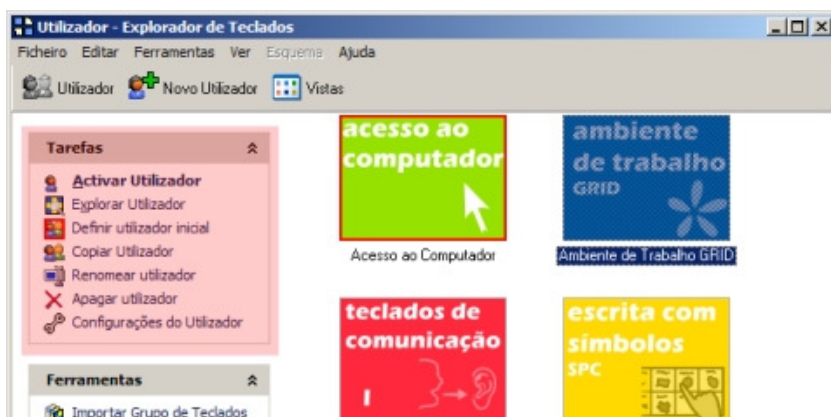 Utilizador - Explorador de Teclados
Ficheiro Editar Ferramentas Ver Esquema Ajuda
Utilizador Novo Utilizador Vistas
Tarefas
Activar Utilizador
Explorar Utilizador
Definir utilizador inicial
Copiar Utilizador
Renomear utilizador
Apagar utilizador
Configurações do Utilizador
Ferramentas
Importar Grupo de Teclados
acesso ao
computador
Acesso ao Computador
ambiente
de trabalho
GRID
Ambiente de Trabalho GRID
teclados de
comunicação
escrita com
símbolos
SPC